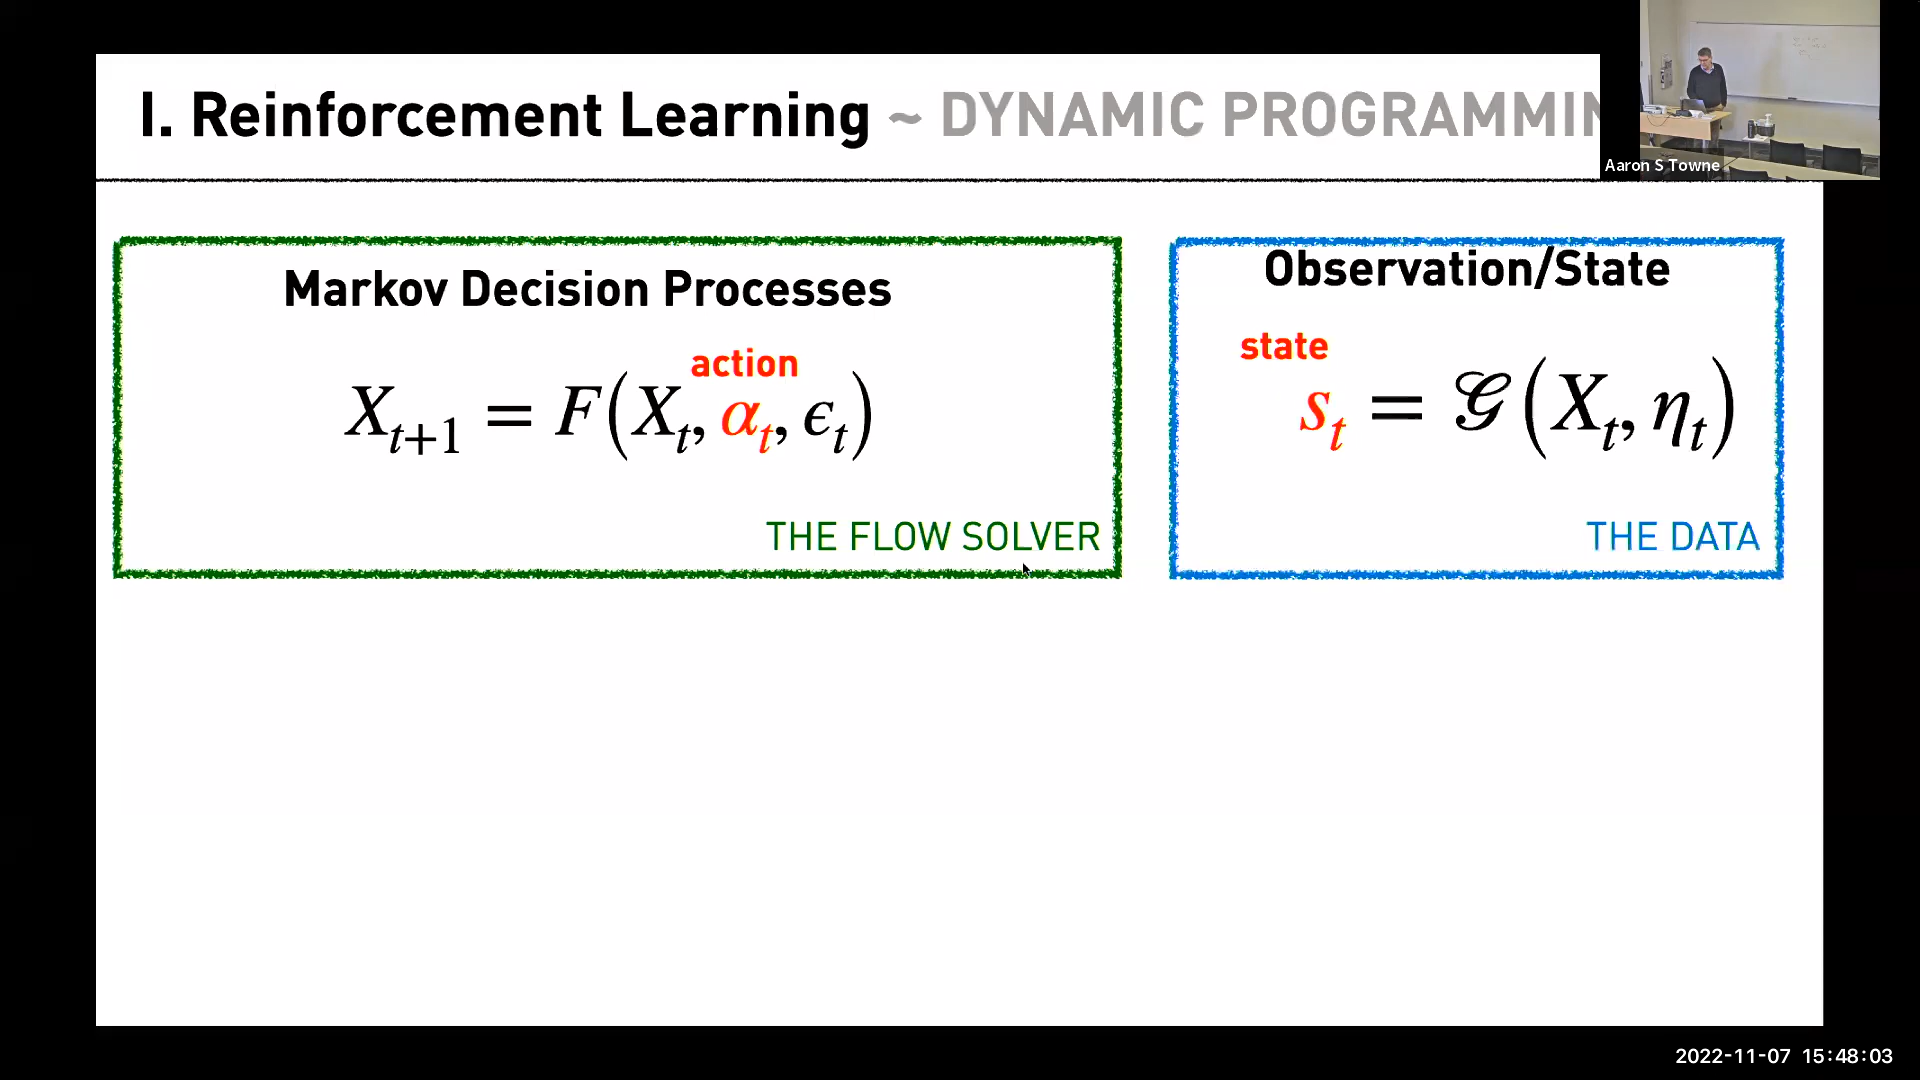 I. Reinforcement Learning ~ DYNAMIC PROGRAMMIN
Aaron S Towne
Markov Decision Processes
action
X_{t+1} = F(X_t, α_t, ϵ_t)
THE FLOW SOLVER
Observation/State
state
s_t = 𝒢(X_t, η_t)
THE DATA
2022-11-07 15:48:03